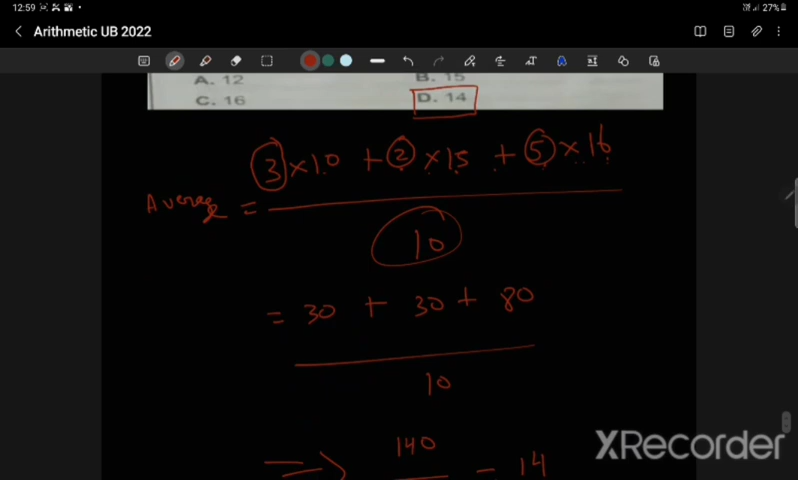 12:59 27%
Arithmetic UB 2022
A. 12 B. 15
C. 16 D. 14
3 × 10 + 2 × 15 + 5 × 16
Average =
10
= 30 + 30 + 80
10
140
=> = 14
XRecorder